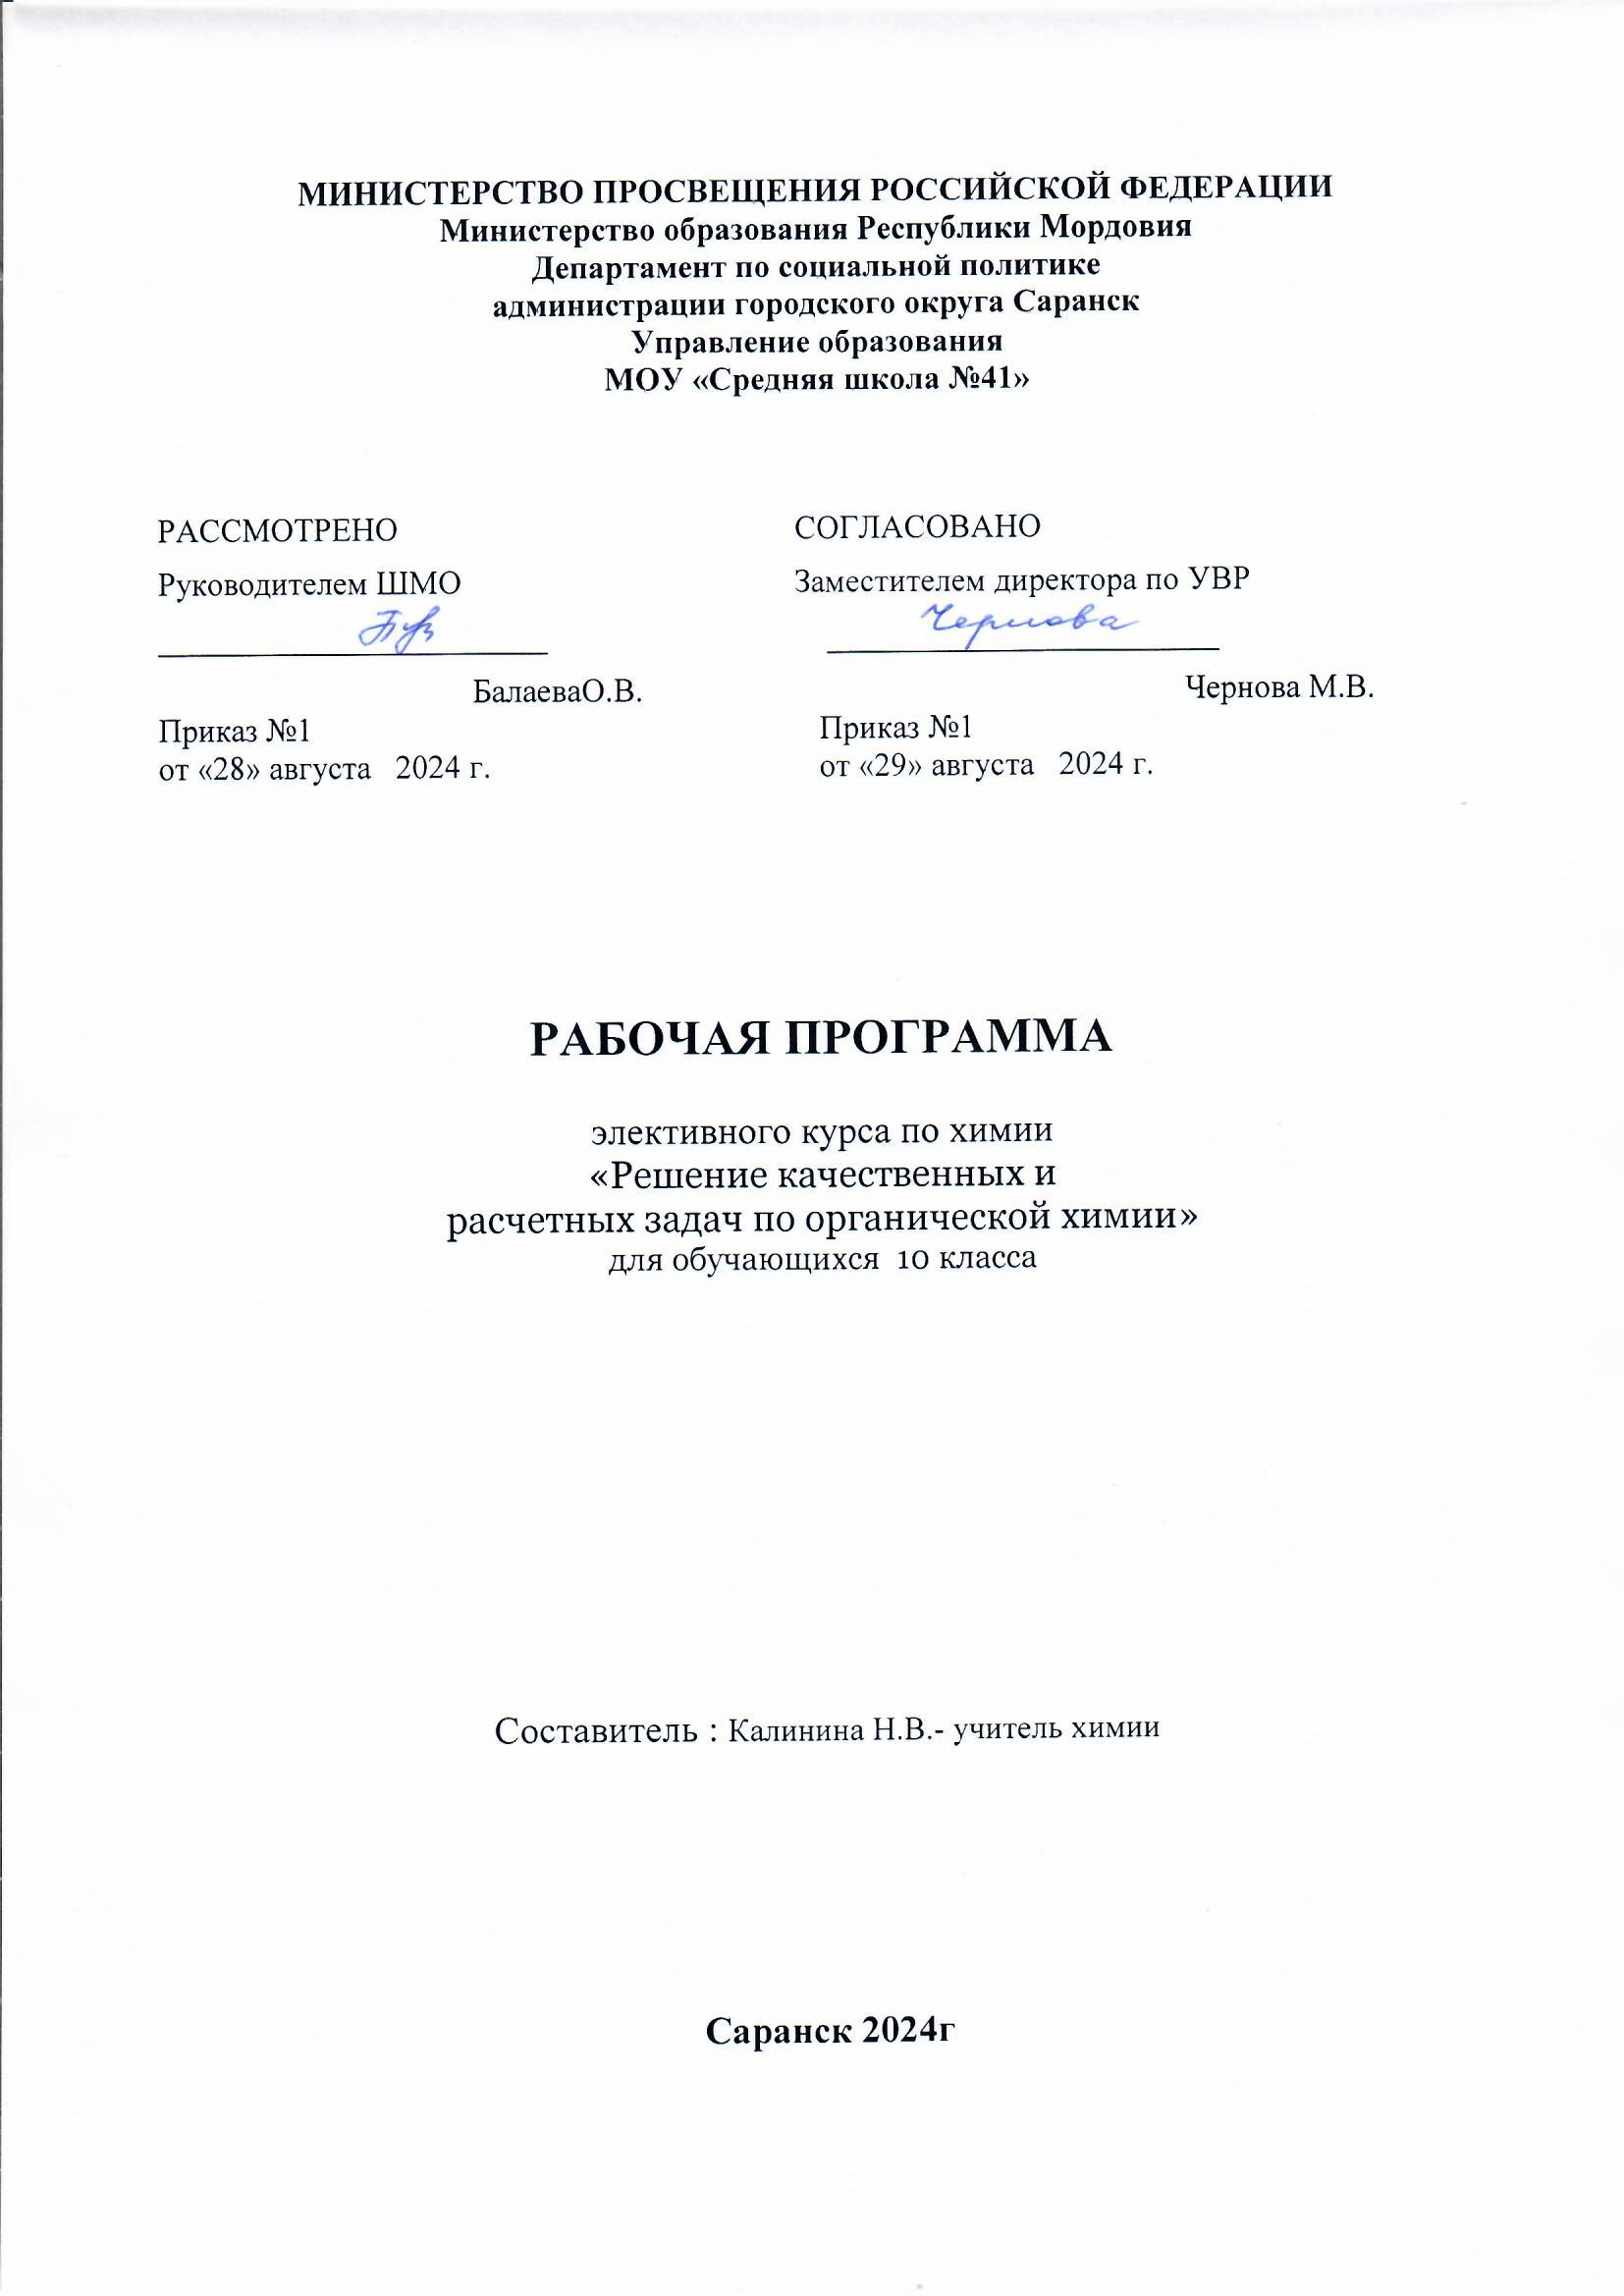 МИНИСТЕРСТВО ПРОСВЕЩЕНИЯ РОССИЙСКОЙ ФЕДЕРАЦИИ
Министерство образования Республики Мордовия
Департамент по социальной политике
администрации городского округа Саранск
Управление образования
МОУ «Средняя школа №41»
РАССМОТРЕНО
Руководителем ШМО
БалаеваО.В.
Приказ №1
от «28» августа 2024 г.
СОГЛАСОВАНО
Заместителем директора по УВР
Чернова
Чернова М.В.
Приказ №1
от «29» августа 2024 г.
РАБОЧАЯ ПРОГРАММА
элективного курса по химии
«Решение качественных и
расчетных задач по органической химии»
для обучающихся 10 класса
Составитель : Калинина Н.В.- учитель химии
Саранск 2024г